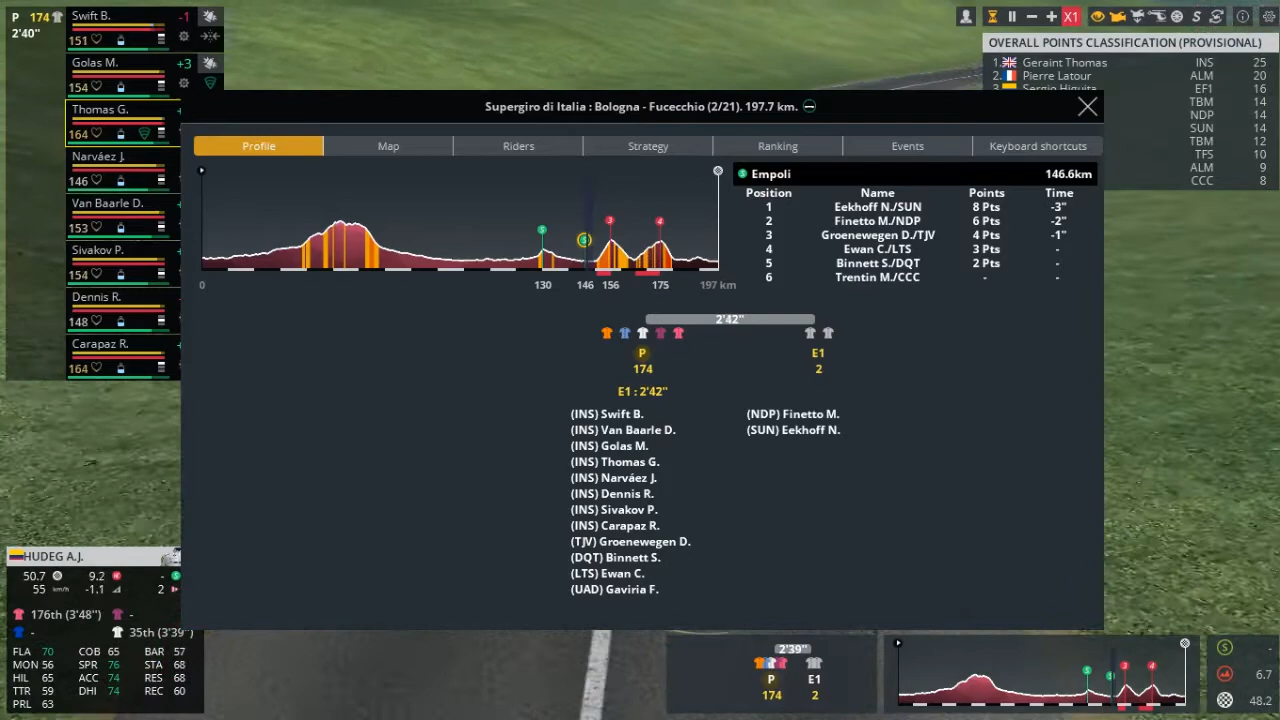 P 174
2'40"
Swift B. -1
151
Golas M. +3
154
Thomas G.
164
Narváez J.
146
Van Baarle D.
153
Sivakov P.
154
Dennis R.
148
Carapaz R.
164
X1
OVERALL POINTS CLASSIFICATION (PROVISIONAL)
1. Geraint Thomas INS 25
2. Pierre Latour ALM 20
3. Sergio Higuita EF1 16
TBM 14
NDP 14
SUN 14
TBM 12
TFS 10
ALM 9
CCC 8
Supergiro di Italia : Bologna - Fucecchio (2/21). 197.7 km.
Profile Map Riders Strategy Ranking Events Keyboard shortcuts
S 3 4
S
0 130 146 156 175 197 km
S Empoli 146.6km
Position Name Points Time
1 Eekhoff N./SUN 8 Pts -3"
2 Finetto M./NDP 6 Pts -2"
3 Groenewegen D./TJV 4 Pts -1"
4 Ewan C./LTS 3 Pts -
5 Binnett S./DQT 2 Pts -
6 Trentin M./CCC - -
2'42"
P E1
174 2
E1 : 2'42"
(INS) Swift B. (NDP) Finetto M.
(INS) Van Baarle D. (SUN) Eekhoff N.
(INS) Golas M.
(INS) Thomas G.
(INS) Narváez J.
(INS) Dennis R.
(INS) Sivakov P.
(INS) Carapaz R.
(TJV) Groenewegen D.
(DQT) Binnett S.
(LTS) Ewan C.
(UAD) Gaviria F.
HUDEG A.J.
50.7 9.2 HC - S
55 km/h -1.1 2
176th (3'48'') -
- 35th (3'39")
FLA 70 COB 65 BAR 57
MON 56 SPR 76 STA 68
HIL 65 ACC 74 RES 68
TTR 59 DHI 74 REC 60
PRL 63
2'39"
P E1
174 2
S S 3 4
S -
6.7
48.2